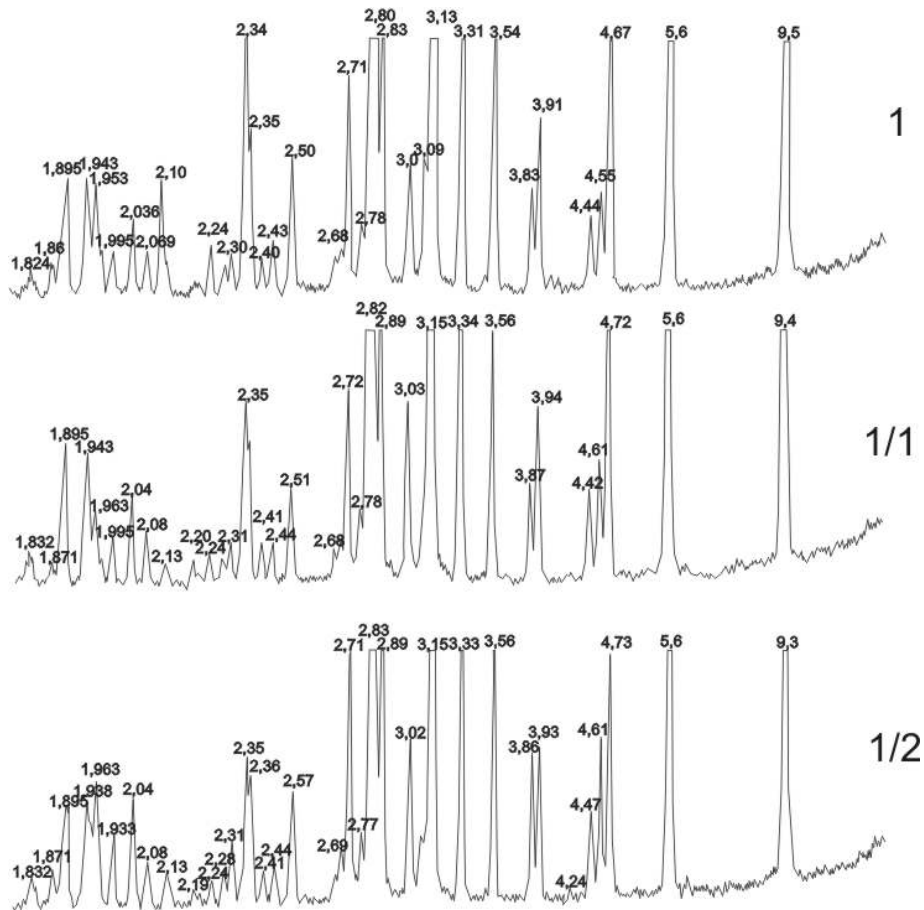 2,80
2,34 2,83 3,13 3,31 3,54 4,67 5,6 9,5
2,71
1
2,35 3,91
1,895 1,943 2,50
1,953 2,10 3,0 3,09 3,83 4,55
2,036 2,78 4,44
1,86 1,995 2,069 2,24 2,30 2,43 2,68
1,824 2,40
2,82
2,89 3,15 3,34 3,56 4,72 5,6 9,4
2,72
2,35 3,03 3,94
1/1
1,895 1,943 4,61
2,51 3,87
2,04 2,78 4,42
1,963
1,832 1,995 2,08 2,20 2,31 2,41 2,44 2,68
1,871 2,13 2,24
2,83
2,71 2,89 3,15 3,33 3,56 4,73 5,6 9,3
1/2
2,35 3,02 3,86 3,93 4,61
1,963 2,36
1,895 1,938 2,04 2,57
1,933 2,77 4,47
1,871 2,08 2,31 2,69
1,832 2,13 2,28 2,44
2,19 2,24 2,41 4,24